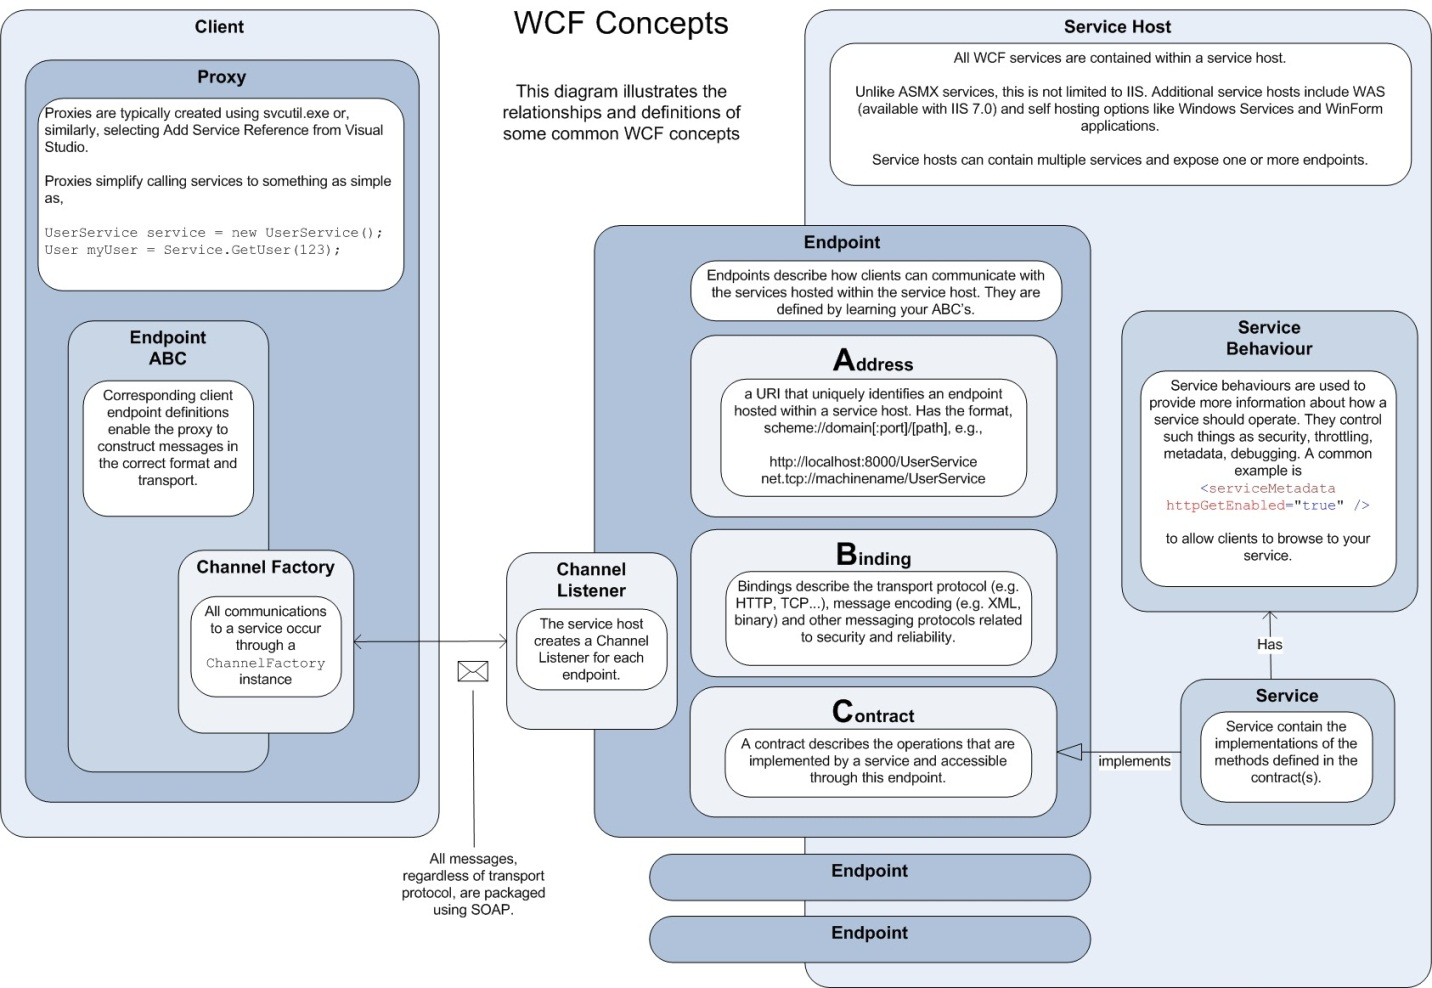 WCF Concepts
This diagram illustrates the
relationships and definitions of
some common WCF concepts
Client
Proxy
Proxies are typically created using svcutil.exe or,
similarly, selecting Add Service Reference from Visual
Studio.
Proxies simplify calling services to something as simple
as,
UserService service = new UserService();
User myUser = Service.GetUser(123);
Endpoint
ABC
Corresponding client
endpoint definitions
enable the proxy to
construct messages in
the correct format and
transport.
Channel Factory
All communications
to a service occur
through a
ChannelFactory
instance
All messages,
regardless of transport
protocol, are packaged
using SOAP.
Channel
Listener
The service host
creates a Channel
Listener for each
endpoint.
Service Host
All WCF services are contained within a service host.
Unlike ASMX services, this is not limited to IIS. Additional service hosts include WAS
(available with IIS 7.0) and self hosting options like Windows Services and WinForm
applications.
Service hosts can contain multiple services and expose one or more endpoints.
Endpoint
Endpoints describe how clients can communicate with
the services hosted within the service host. They are
defined by learning your ABC's.
Address
a URI that uniquely identifies an endpoint
hosted within a service host. Has the format,
scheme://domain[:port]/[path], e.g.,
http://localhost:8000/UserService
net.tcp://machinename/UserService
Binding
Bindings describe the transport protocol (e.g.
HTTP, TCP...), message encoding (e.g. XML,
binary) and other messaging protocols related
to security and reliability.
Contract
A contract describes the operations that are
implemented by a service and accessible
through this endpoint.
Endpoint
Endpoint
Service
Behaviour
Service behaviours are used to
provide more information about how a
service should operate. They control
such things as security, throttling,
metadata, debugging. A common
example is
<serviceMetadata
httpGetEnabled="true" />
to allow clients to browse to your
service.
Has
implements
Service
Service contain the
implementations of the
methods defined in the
contract(s).